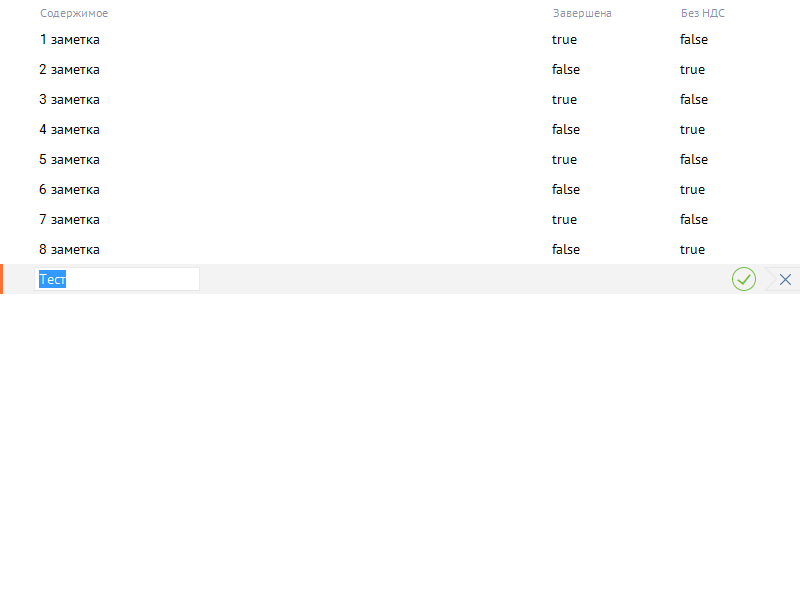 Содержимое Завершена Без НДС
1 заметка true false
2 заметка false true
3 заметка true false
4 заметка false true
5 заметка true false
6 заметка false true
7 заметка true false
8 заметка false true
Тест